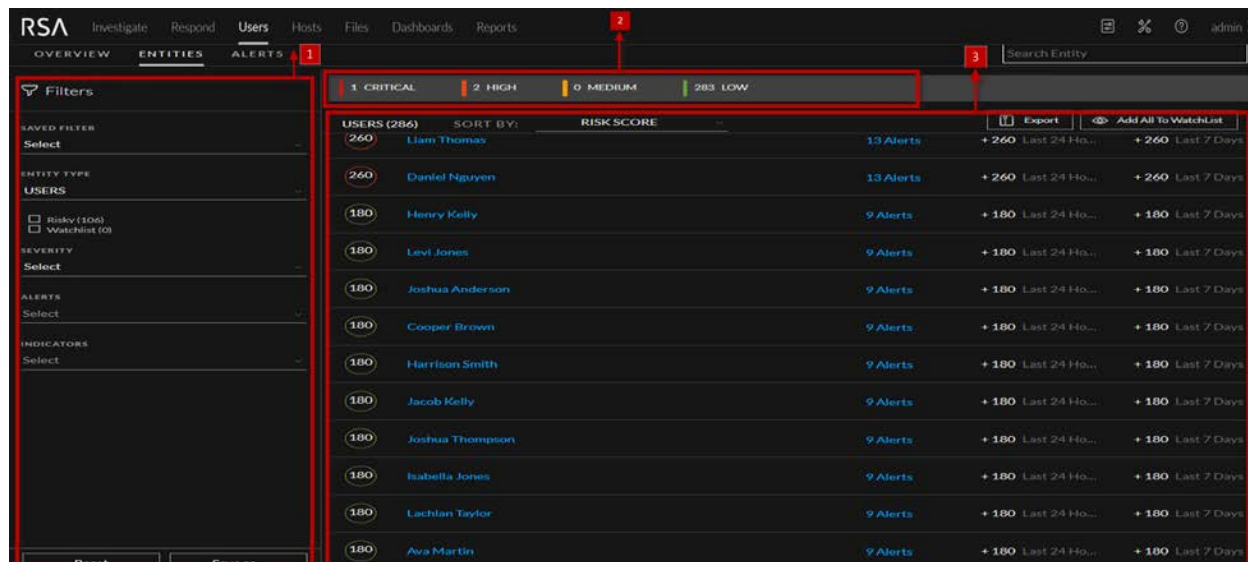 RSA Investigate Respond Users Hosts Files Dashboards Reports 2 admin
OVERVIEW ENTITIES ALERTS 1 3 Search Entity
Filters
1 CRITICAL 2 HIGH 0 MEDIUM 283 LOW
SAVED FILTER
Select
ENTITY TYPE
USERS
Risky (106)
Watchlist (0)
SEVERITY
Select
ALERTS
Select
INDICATORS
Select
Reset Save as
USERS (286) SORT BY: RISK SCORE Export Add All To WatchList
260 Liam Thomas 13 Alerts + 260 Last 24 Ho... + 260 Last 7 Days
260 Daniel Nguyen 13 Alerts + 260 Last 24 Ho... + 260 Last 7 Days
180 Henry Kelly 9 Alerts + 180 Last 24 Ho... + 180 Last 7 Days
180 Levi Jones 9 Alerts + 180 Last 24 Ho... + 180 Last 7 Days
180 Joshua Anderson 9 Alerts + 180 Last 24 Ho... + 180 Last 7 Days
180 Cooper Brown 9 Alerts + 180 Last 24 Ho... + 180 Last 7 Days
180 Harrison Smith 9 Alerts + 180 Last 24 Ho... + 180 Last 7 Days
180 Jacob Kelly 9 Alerts + 180 Last 24 Ho... + 180 Last 7 Days
180 Joshua Thompson 9 Alerts + 180 Last 24 Ho... + 180 Last 7 Days
180 Isabella Jones 9 Alerts + 180 Last 24 Ho... + 180 Last 7 Days
180 Lachlan Taylor 9 Alerts + 180 Last 24 Ho... + 180 Last 7 Days
180 Ava Martin 9 Alerts + 180 Last 24 Ho... + 180 Last 7 Days